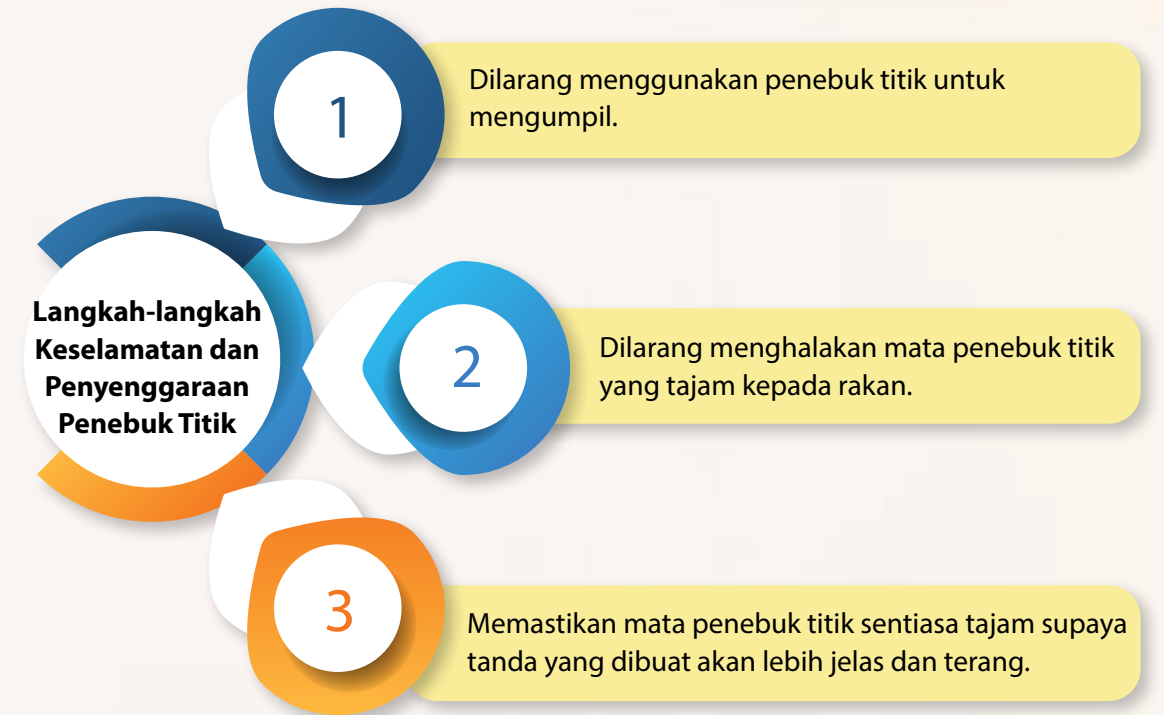 Langkah-langkah
Keselamatan dan
Penyenggaraan
Penebuk Titik
1
Dilarang menggunakan penebuk titik untuk
mengumpil.
2
Dilarang menghalakan mata penebuk titik
yang tajam kepada rakan.
3
Memastikan mata penebuk titik sentiasa tajam supaya
tanda yang dibuat akan lebih jelas dan terang.